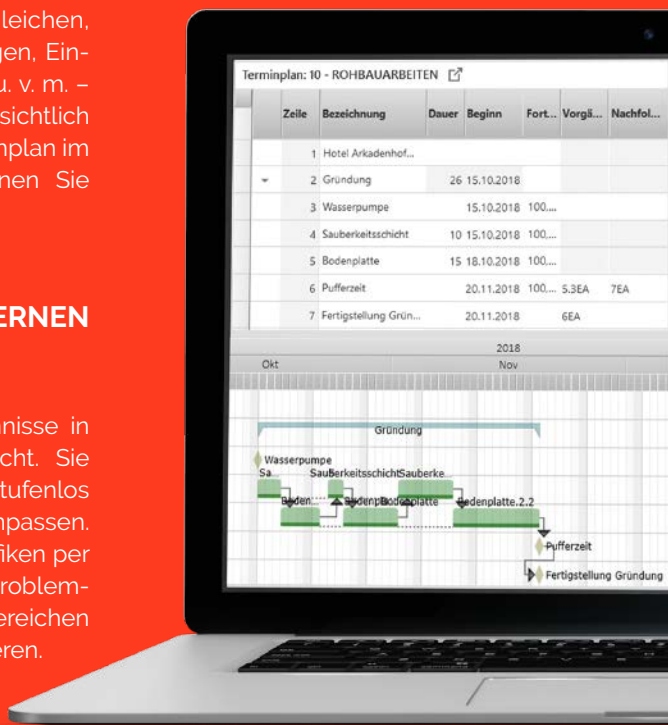 leichen,
gen, Ein-
u. v. m. –
sichtlich
nplan im
nen Sie
ERNEN
nisse in
cht. Sie
tufenlos
npassen.
fiken per
roblem-
ereichen
eren.
Terminplan: 10 - ROHBAUARBEITEN
Zeile Bezeichnung Dauer Beginn Fort... Vorgä... Nachfol...
1 Hotel Arkadenhof...
2 Gründung 26 15.10.2018
3 Wasserpumpe 15.10.2018 100,...
4 Sauberkeitsschicht 10 15.10.2018 100,...
5 Bodenplatte 15 18.10.2018 100,...
6 Pufferzeit 20.11.2018 100,... 5.3EA 7EA
7 Fertigstellung Grün... 20.11.2018 6EA
2018
Okt Nov
Gründung
Wasserpumpe
Sa... SauberkeitsschichtSauberke...
Boden... Bodenplatte Bodenplatte.2.2
Pufferzeit
Fertigstellung Gründung